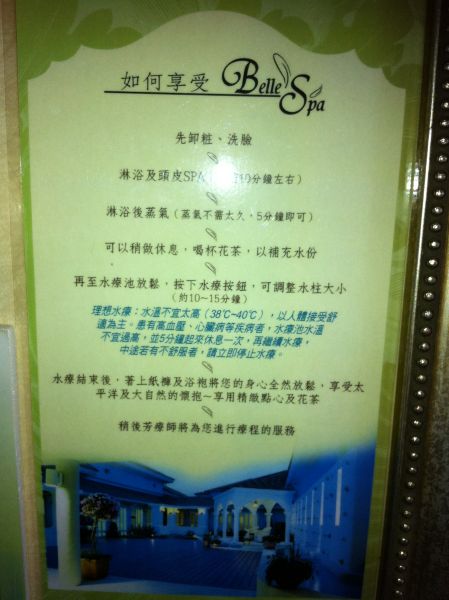 如何享受 Belle Spa
先卸粧、洗臉
淋浴及頭皮SPA 10分鐘左右)
淋浴後蒸氣(蒸氣不需太久,5分鐘即可)
可以稍做休息,喝杯花茶,以補充水份
再至水療池放鬆,按下水療按鈕,可調整水柱大小
(約10~15分鐘)
理想水療:水溫不宜太高(38℃~40℃),以人體接受舒
適為主。患有高血壓、心臟病等疾病者,水療池水溫
不宜過高,並5分鐘起來休息一次,再繼續水療,
中途若有不舒服者,請立即停止水療。
水療結束後,著上紙褲及浴袍將您的身心全然放鬆,享受太
平洋及大自然的懷抱~享用精緻點心及花茶
稍後芳療師將為您進行療程的服務